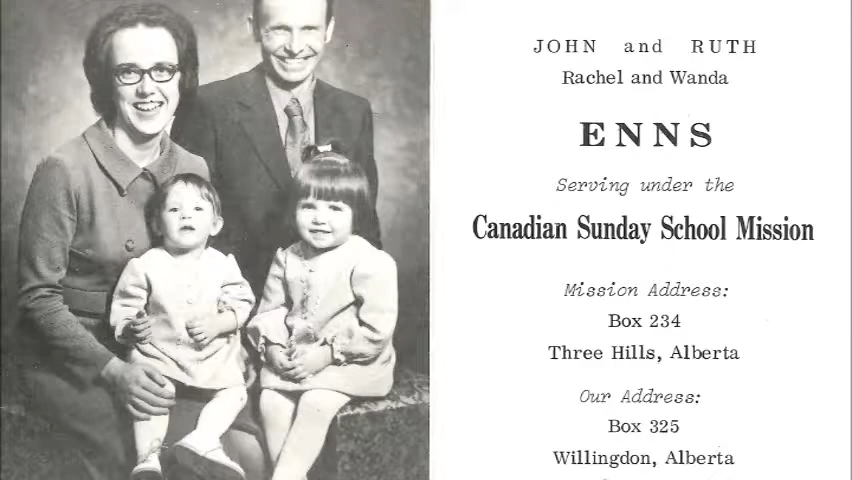 JOHN and RUTH
Rachel and Wanda
ENNS
Serving under the
Canadian Sunday School Mission
Mission Address:
Box 234
Three Hills, Alberta
Our Address:
Box 325
Willingdon, Alberta